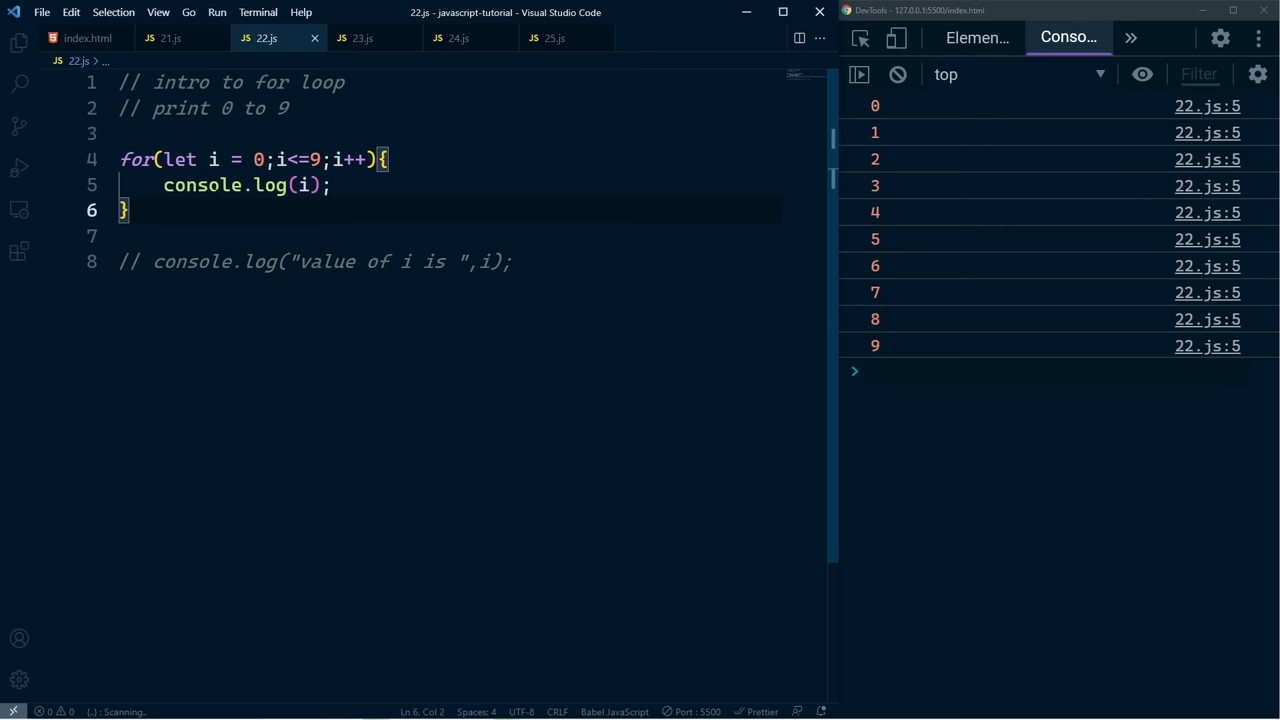 File Edit Selection View Go Run Terminal Help 22.js - javascript-tutorial - Visual Studio Code
index.html JS 21.js JS 22.js JS 23.js JS 24.js JS 25.js
JS 22.js > ...
1 // intro to for loop
2 // print 0 to 9
3
4 for(let i = 0;i<=9;i++){
5 console.log(i);
6 }
7
8 // console.log("value of i is ",i);
0 0 {..} : Scanning.. Ln 6, Col 2 Spaces: 4 UTF-8 CRLF Babel JavaScript Port : 5500 Prettier
DevTools - 127.0.0.1:5500/index.html
Elemen... Conso... »
top Filter
0 22.js:5
1 22.js:5
2 22.js:5
3 22.js:5
4 22.js:5
5 22.js:5
6 22.js:5
7 22.js:5
8 22.js:5
9 22.js:5
>